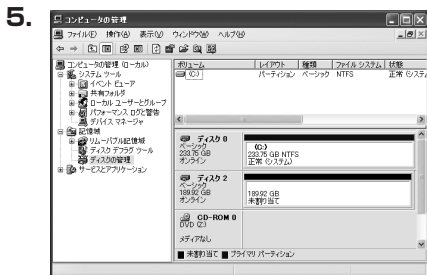 5.
コンピュータの管理
ファイル(F) 操作(A) 表示(V) ウィンドウ(W) ヘルプ(H)
コンピュータの管理 (ローカル)
システム ツール
イベント ビューア
共有フォルダ
ローカル ユーザーとグループ
パフォーマンス ログと警告
デバイス マネージャ
記憶域
リムーバブル記憶域
ディスク デフラグ ツール
ディスクの管理
サービスとアプリケーション
ボリューム レイアウト 種類 ファイル システム 状態
(C:) パーティション ベーシック NTFS 正常 (システム
ディスク 0
ベーシック
233.75 GB
オンライン
(C:)
233.75 GB NTFS
正常 (システム)
ディスク 2
ベーシック
189.92 GB
オンライン
189.92 GB
未割り当て
CD-ROM 0
DVD (Z:)
メディアなし
未割り当て プライマリ パーティション